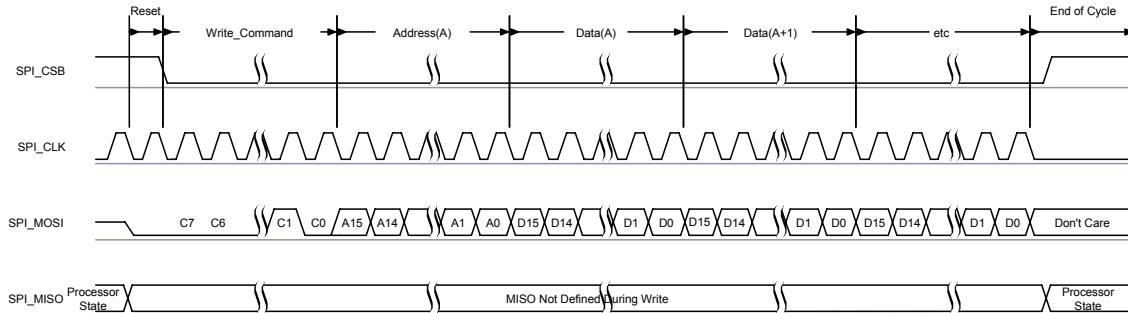 Reset
End of Cycle
Write_Command
Address(A)
Data(A)
Data(A+1)
etc
SPI_CSB
SPI_CLK
SPI_MOSI
C7 C6 C1 C0 A15 A14 A1 A0 D15 D14 D1 D0 D15 D14 D1 D0 D15 D14 D1 D0 Don't Care
SPI_MISO
Processor
State
MISO Not Defined During Write
Processor
State